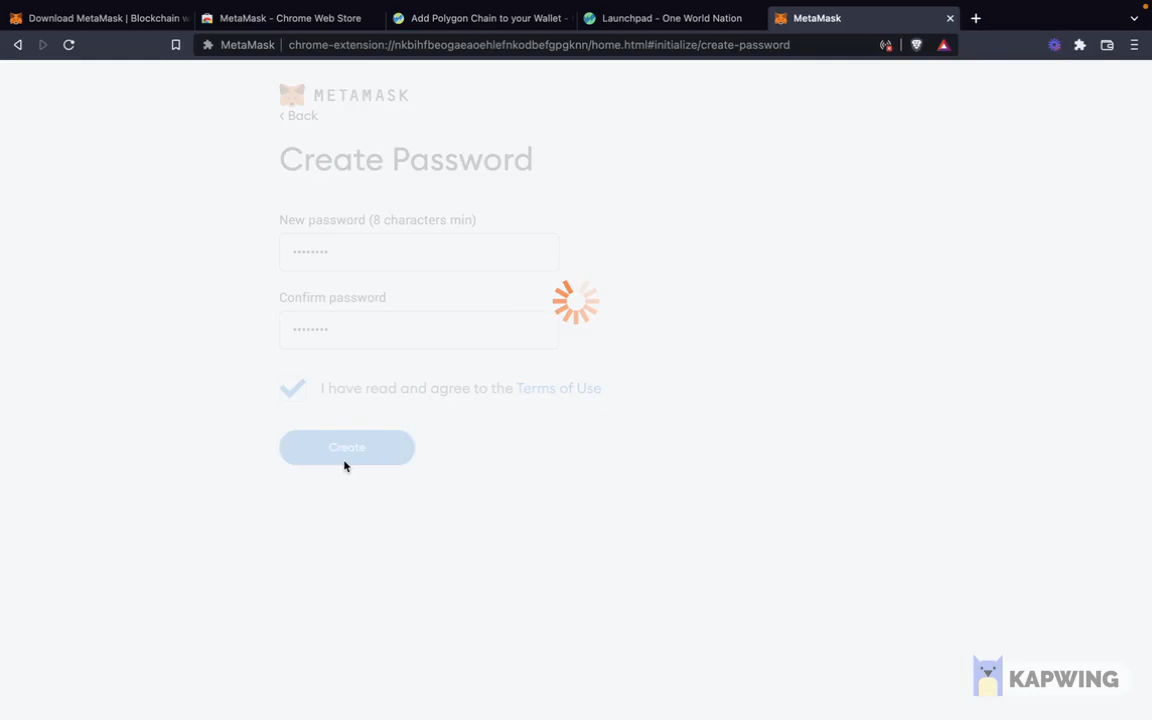 Download MetaMask | Blockchain w
MetaMask - Chrome Web Store
Add Polygon Chain to your Wallet -
Launchpad - One World Nation
MetaMask
MetaMask
chrome-extension://nkbihfbeogaeaoehlefnkodbefgpgknn/home.html#initialize/create-password
METAMASK
< Back
Create Password
New password (8 characters min)
••••••••
Confirm password
••••••••
I have read and agree to the Terms of Use
Create
KAPWING